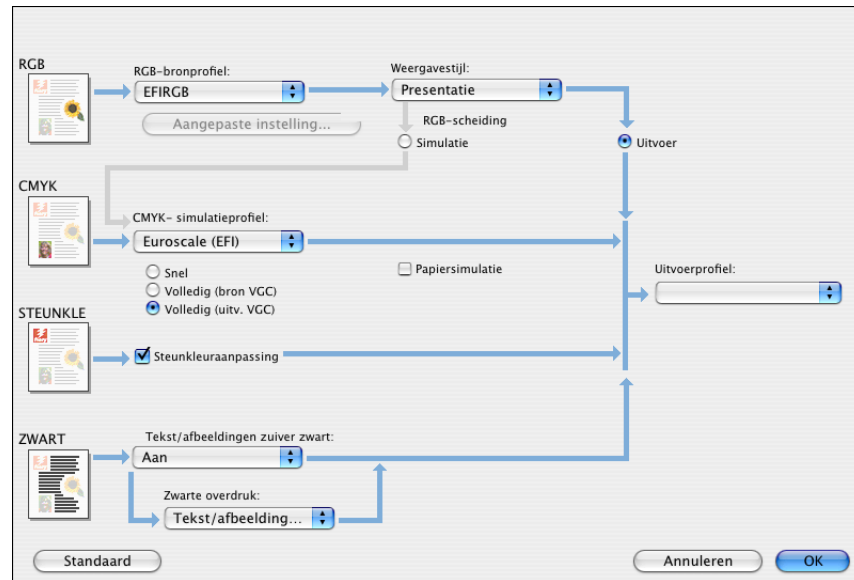 RGB
RGB-bronprofiel:
EFIRGB
Aangepaste instelling...
Weergavestijl:
Presentatie
RGB-scheiding
Simulatie
Uitvoer
CMYK
CMYK- simulatieprofiel:
Euroscale (EFI)
Snel
Volledig (bron VGC)
Volledig (uitv. VGC)
Papiersimulatie
Uitvoerprofiel:
STEUNKLE
Steunkleuraanpassing
ZWART
Tekst/afbeeldingen zuiver zwart:
Aan
Zwarte overdruk:
Tekst/afbeelding...
Standaard
Annuleren
OK